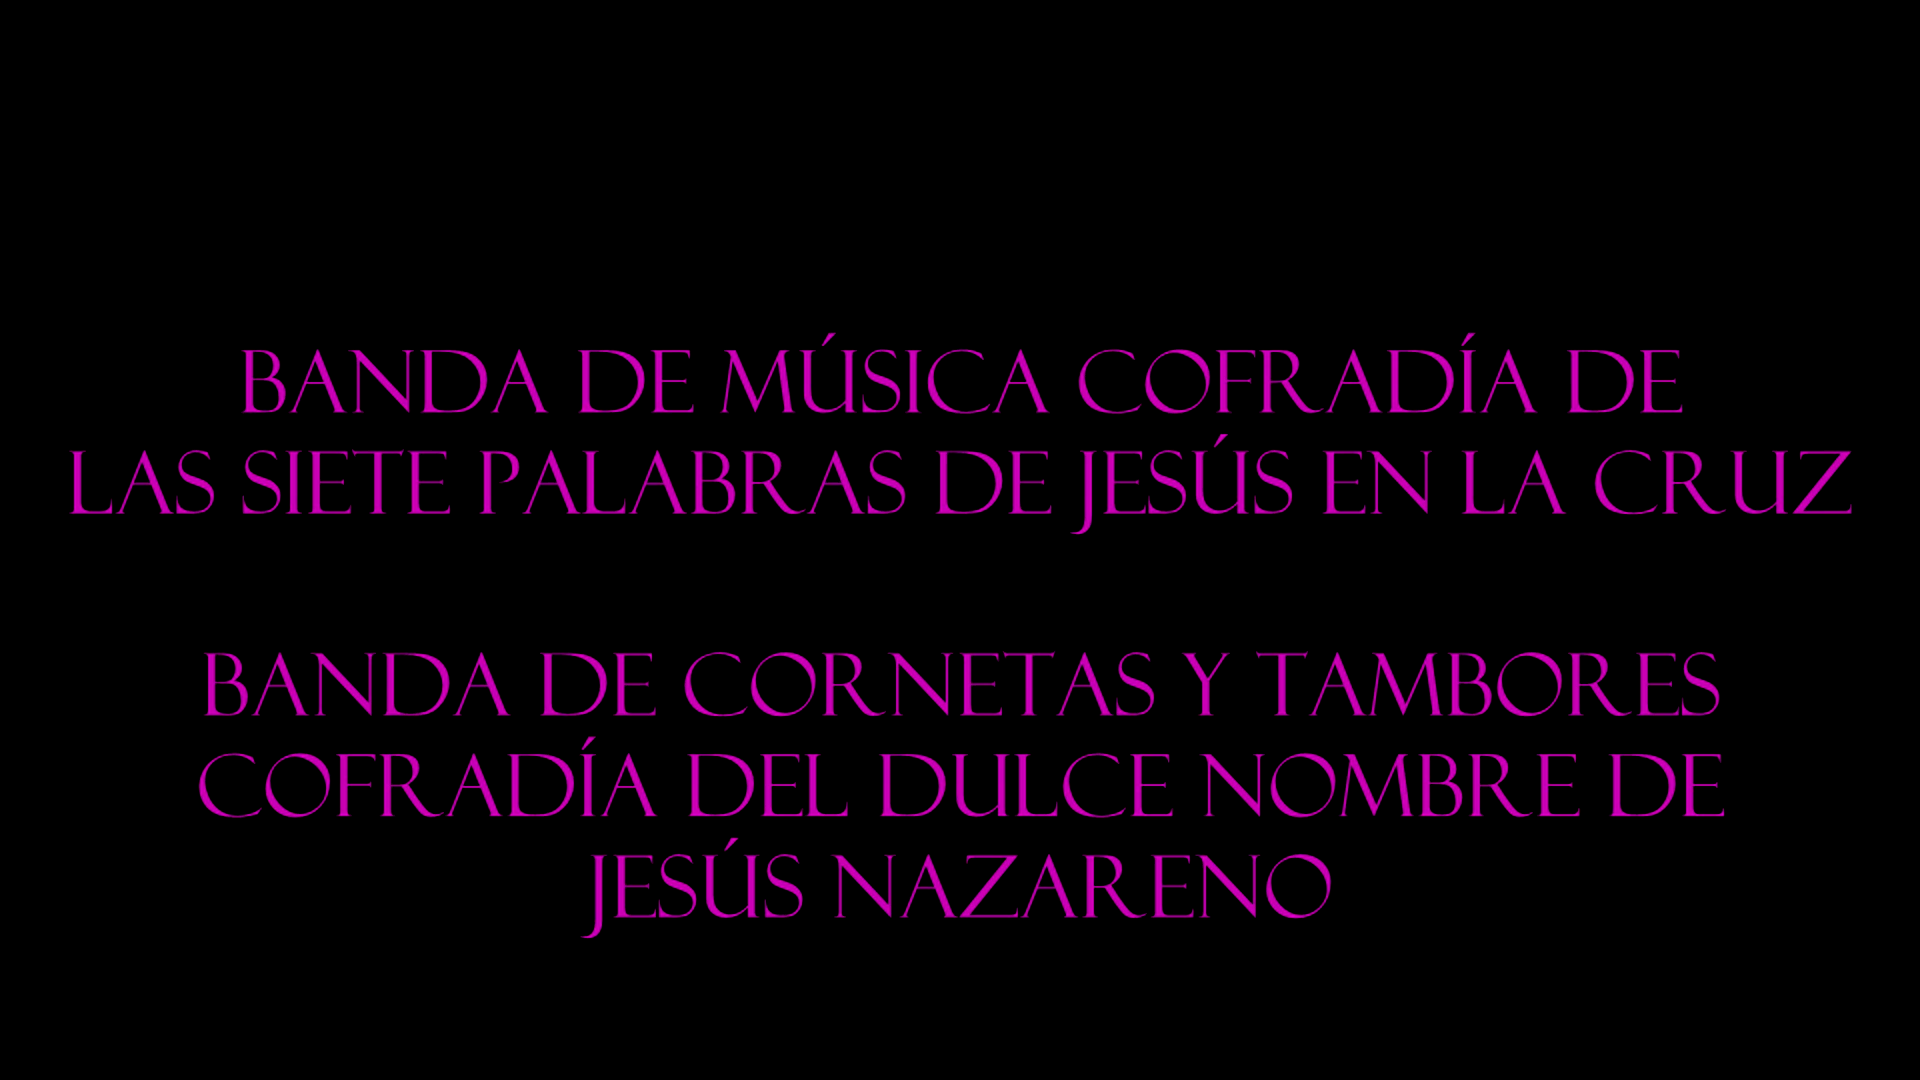 BANDA DE MÚSICA COFRADÍA DE
LAS SIETE PALABRAS DE JESÚS EN LA CRUZ
BANDA DE CORNETAS Y TAMBORES
COFRADÍA DEL DULCE NOMBRE DE
JESÚS NAZARENO